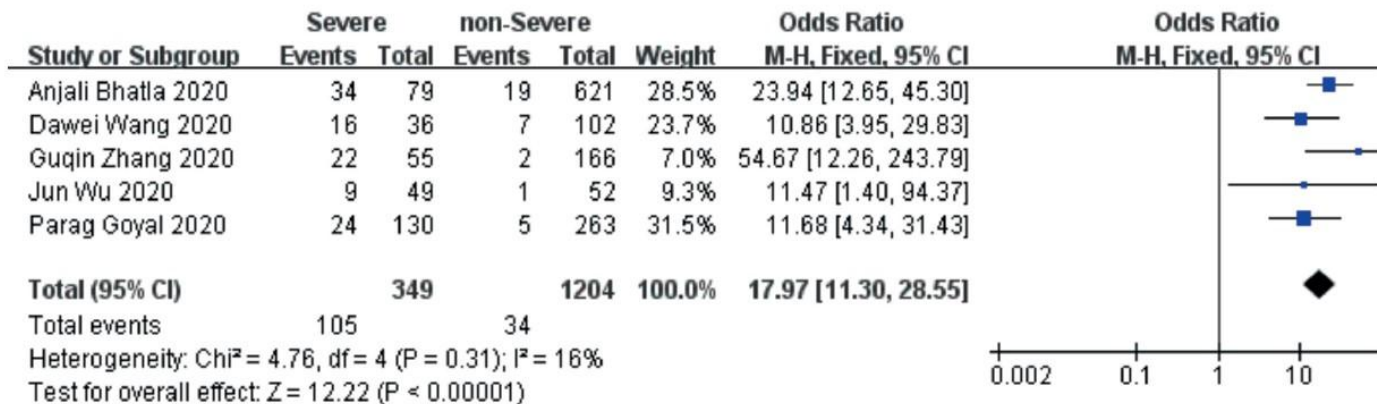 Severe non-Severe Odds Ratio Odds Ratio
Study or Subgroup Events Total Events Total Weight M-H, Fixed, 95% CI M-H, Fixed, 95% CI
Anjali Bhatla 2020 34 79 19 621 28.5% 23.94 [12.65, 45.30]
Dawei Wang 2020 16 36 7 102 23.7% 10.86 [3.95, 29.83]
Guqin Zhang 2020 22 55 2 166 7.0% 54.67 [12.26, 243.79]
Jun Wu 2020 9 49 1 52 9.3% 11.47 [1.40, 94.37]
Parag Goyal 2020 24 130 5 263 31.5% 11.68 [4.34, 31.43]
Total (95% CI) 349 1204 100.0% 17.97 [11.30, 28.55]
Total events 105 34
Heterogeneity: Chi² = 4.76, df = 4 (P = 0.31); I² = 16%
Test for overall effect: Z = 12.22 (P < 0.00001)
0.002 0.1 1 10